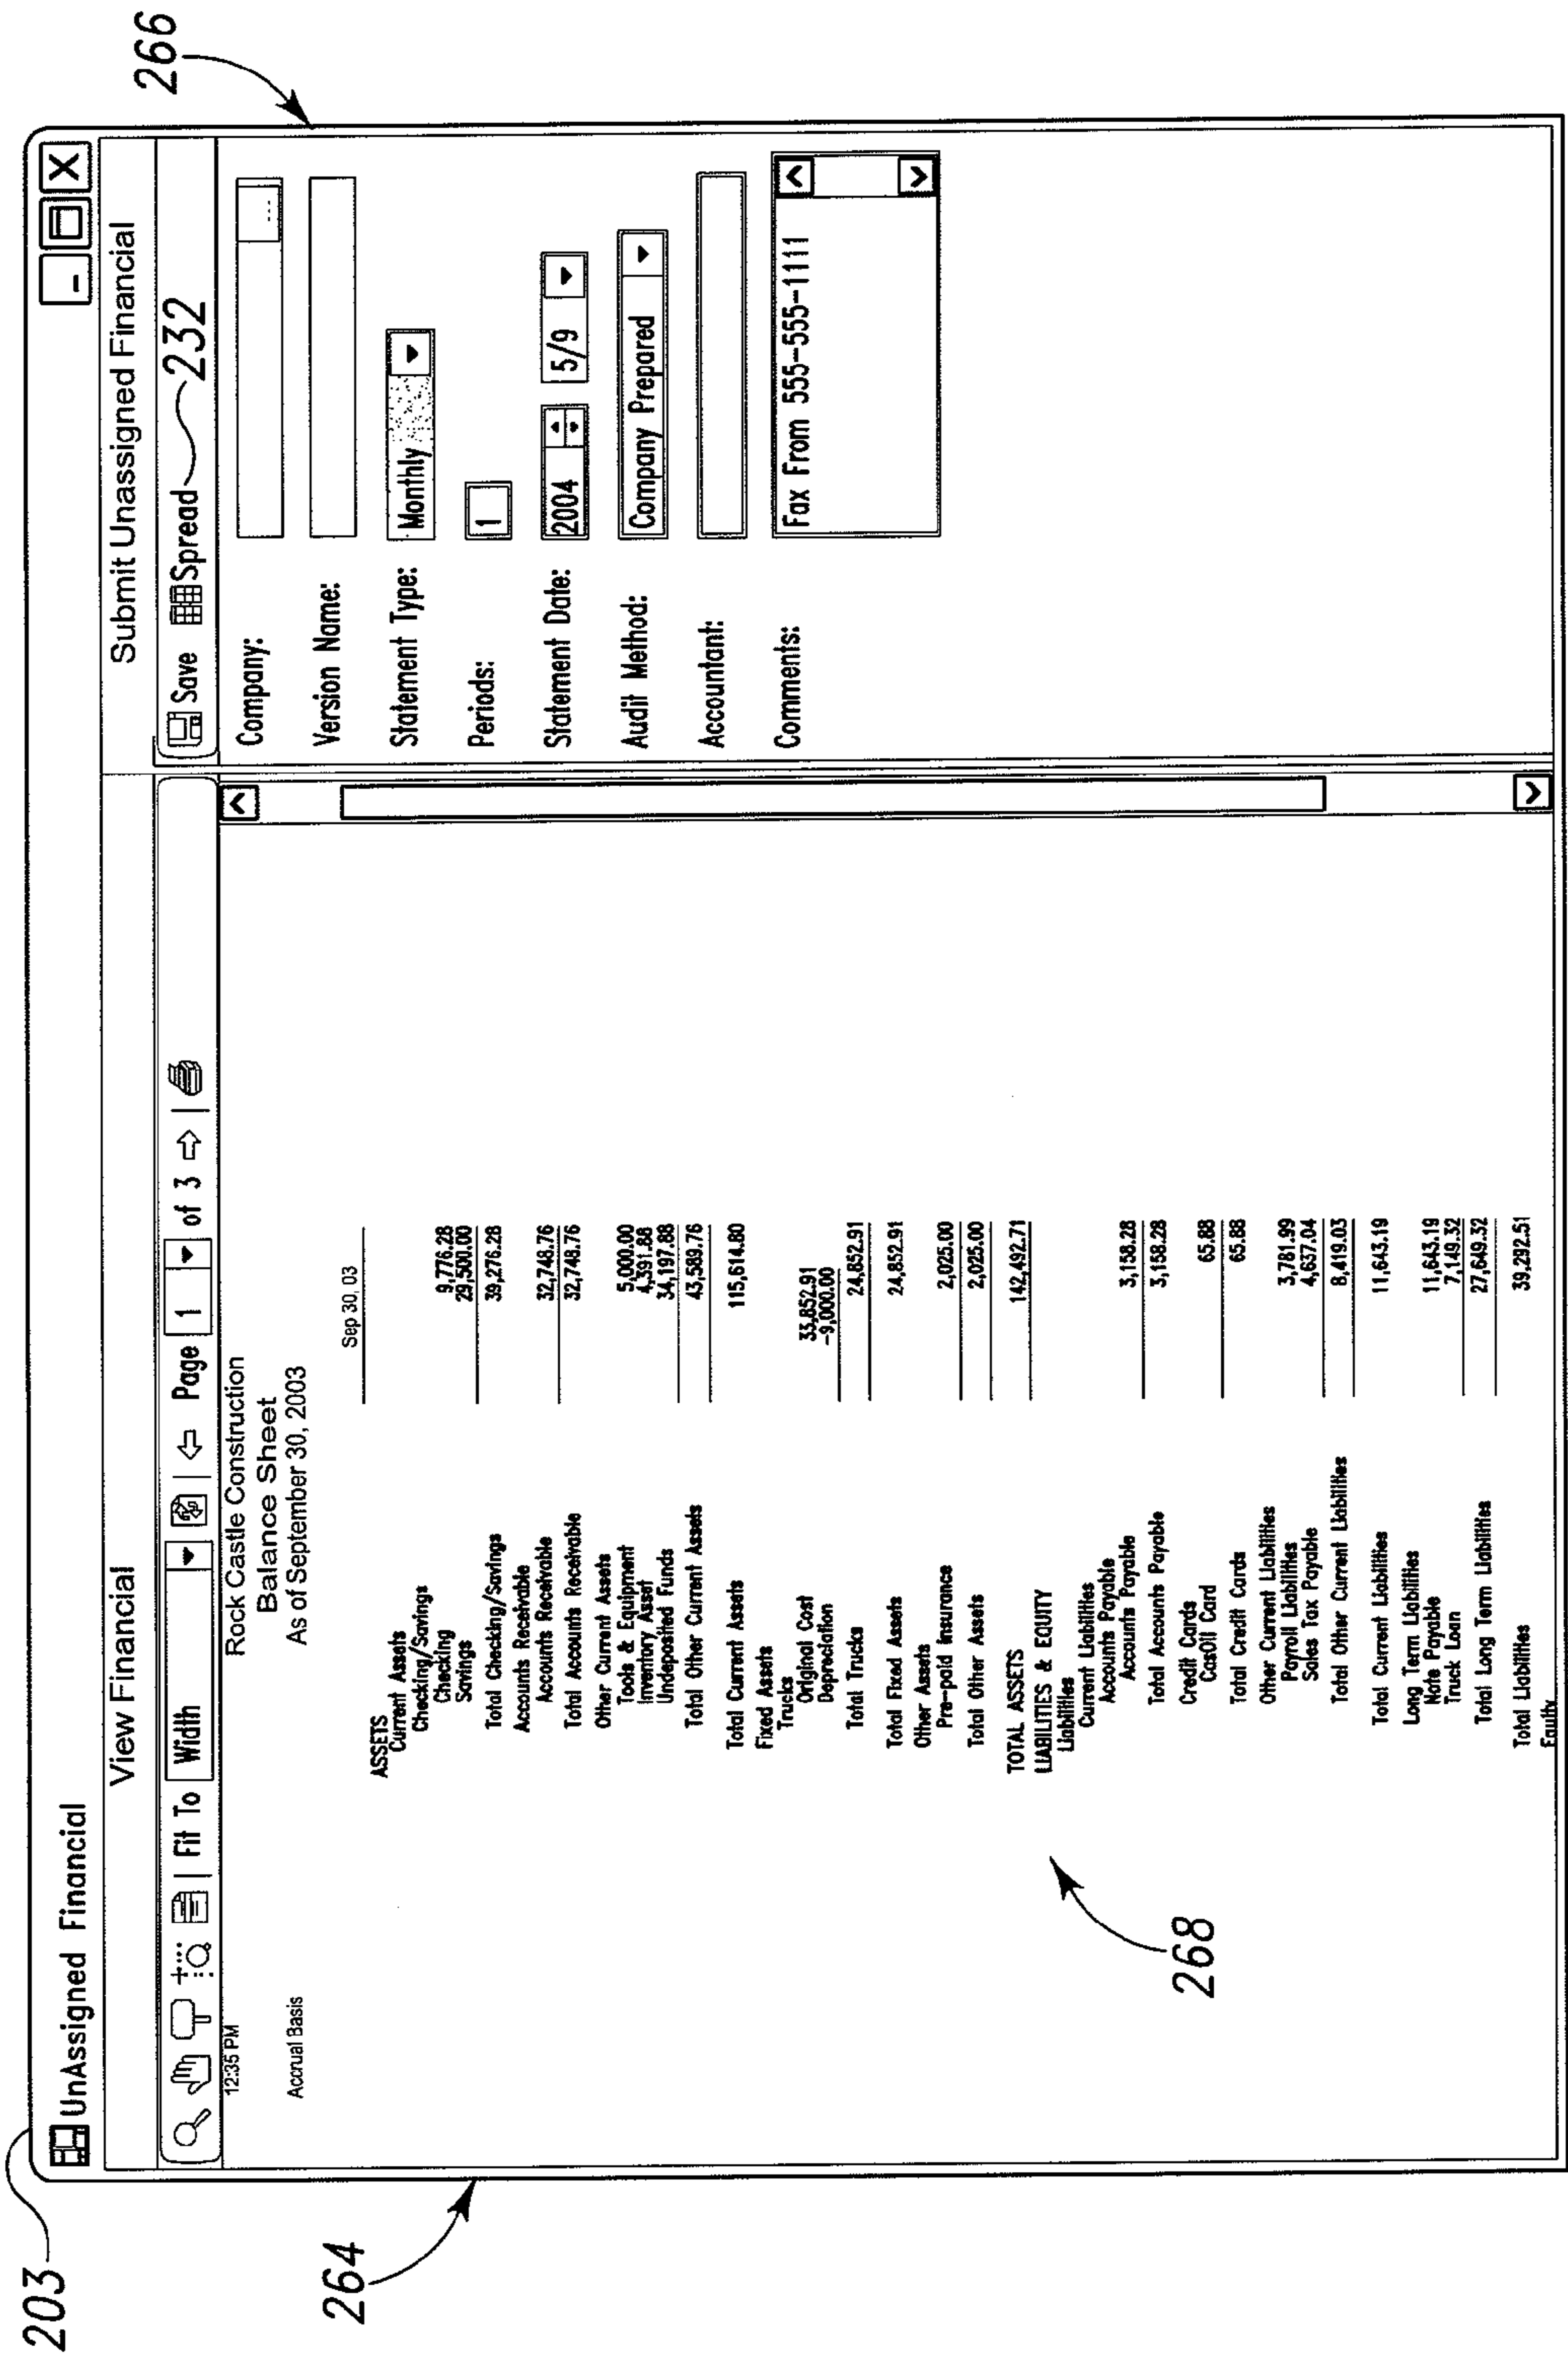 203
UnAssigned Financial
264
266
View Financial
Fit To Width Page 1 of 3
12:35 PM
Rock Castle Construction
Balance Sheet
Accrual Basis
As of September 30, 2003
Sep 30, 03
ASSETS
Current Assets
Checking/Savings
Checking 9,776.28
Savings 29,500.00
Total Checking/Savings 39,276.28
Accounts Receivable
Accounts Receivable 32,748.76
Total Accounts Receivable 32,748.76
Other Current Assets
Tools & Equipment 5,000.00
Inventory Asset 4,391.88
Undeposited Funds 34,197.88
Total Other Current Assets 43,589.76
Total Current Assets 115,614.80
Fixed Assets
Trucks
Original Cost 33,852.91
Depreciation -9,000.00
Total Trucks 24,852.91
Total Fixed Assets 24,852.91
Other Assets
Pre-paid Insurance 2,025.00
Total Other Assets 2,025.00
TOTAL ASSETS 142,492.71
LIABILITIES & EQUITY
Liabilities
Current Liabilities
Accounts Payable
Accounts Payable 3,158.28
Total Accounts Payable 3,158.28
Credit Cards
CasOil Card 65.88
Total Credit Cards 65.88
Other Current Liabilities
Payroll Liabilities 3,781.99
Sales Tax Payable 4,637.04
Total Other Current Liabilities 8,419.03
Total Current Liabilities 11,643.19
Long Term Liabilities
Note Payable 11,643.19
Truck Loan 7,149.32
Total Long Term Liabilities 27,649.32
Total Liabilities 39,292.51
Equity
268
Submit Unassigned Financial
Save Spread 232
Company: ...
Version Name:
Statement Type: Monthly
Periods: 1
Statement Date: 2004 5/9
Audit Method: Company Prepared
Accountant:
Comments: Fax From 555-555-1111